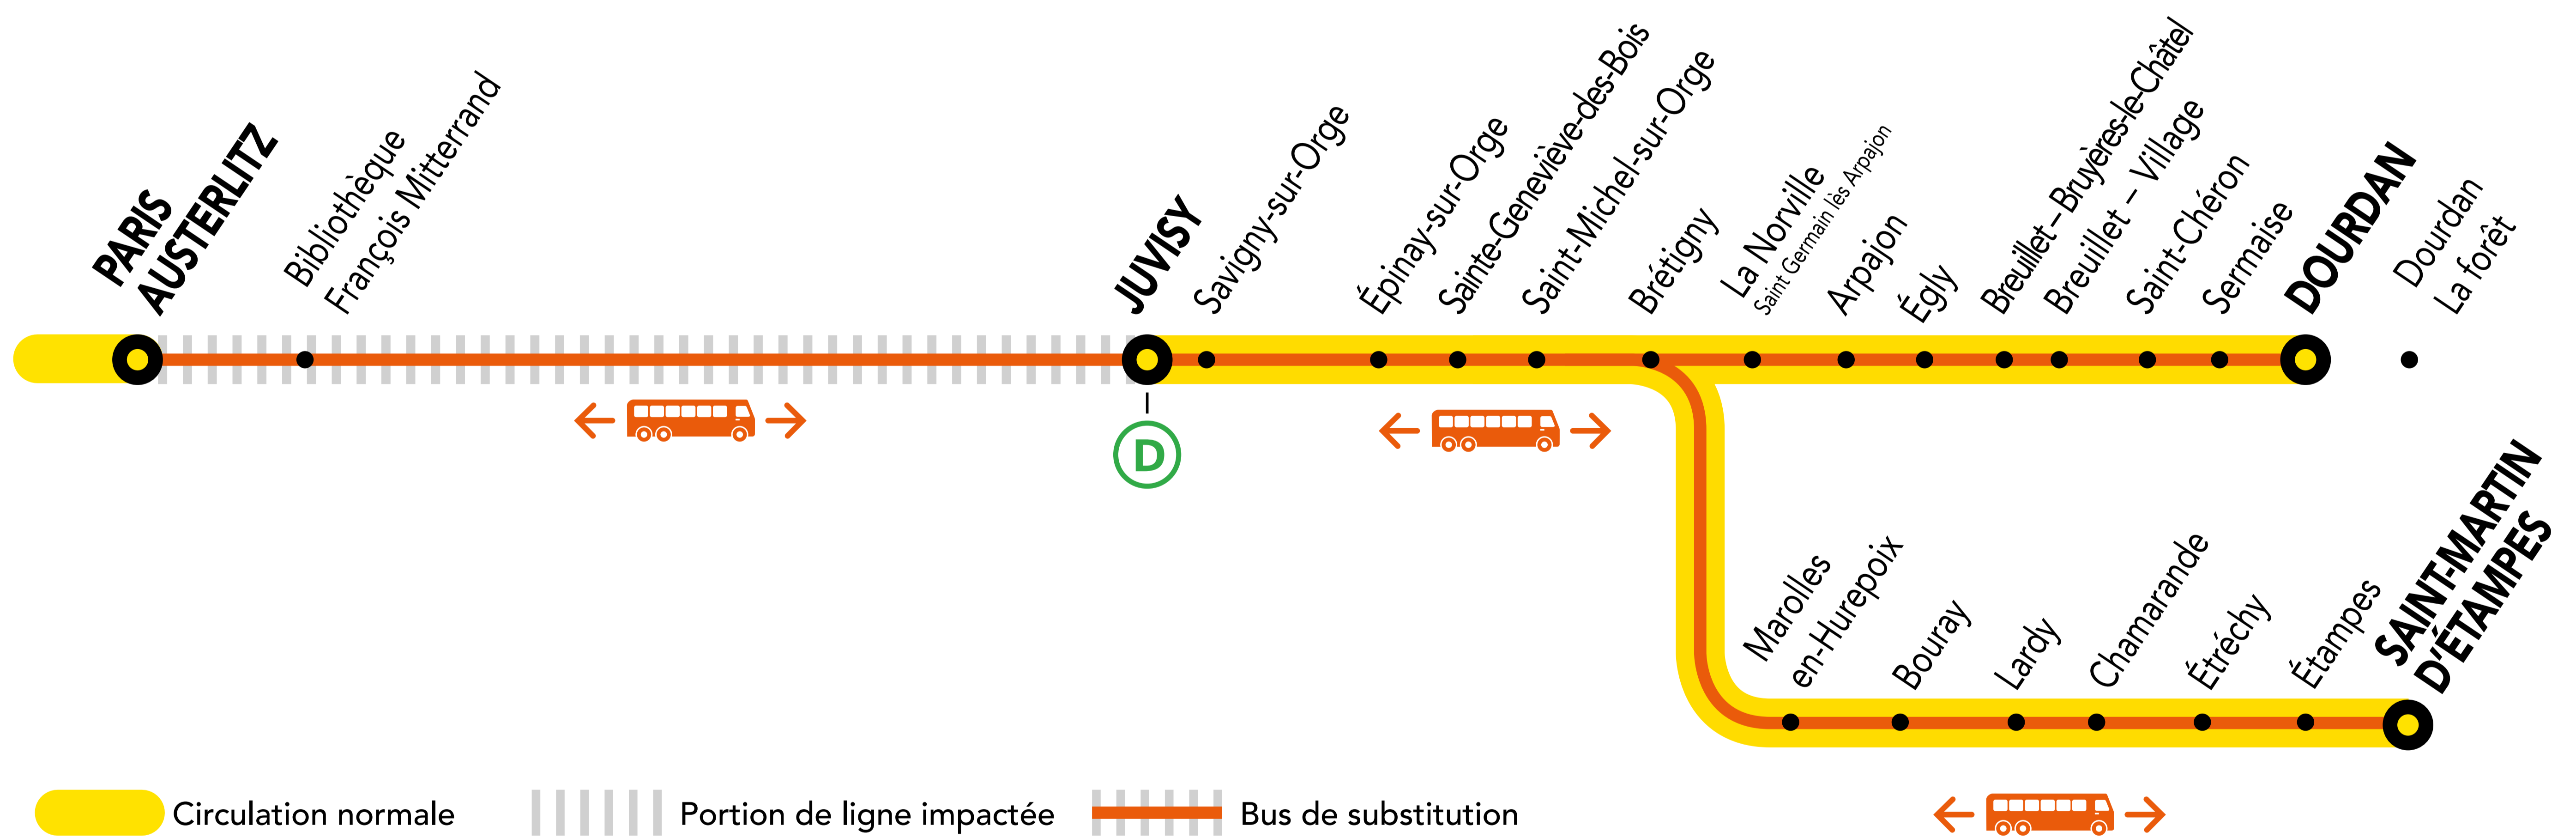 PARIS
AUSTERLITZ
Bibliothèque
François Mitterrand
JUVISY
Savigny-sur-Orge
Épinay-sur-Orge
Sainte-Geneviève-des-Bois
Saint-Michel-sur-Orge
Brétigny
La Norville
Saint Germain lès Arpajon
Arpajon
Égly
Breuillet – Bruyères-le-Châtel
Breuillet – Village
Saint-Chéron
Sermaise
DOURDAN
Dourdan
La forêt
D
Marolles
en-Hurepoix
Bouray
Lardy
Chamarande
Étréchy
Étampes
SAINT-MARTIN
D'ÉTAMPES
Circulation normale
Portion de ligne impactée
Bus de substitution